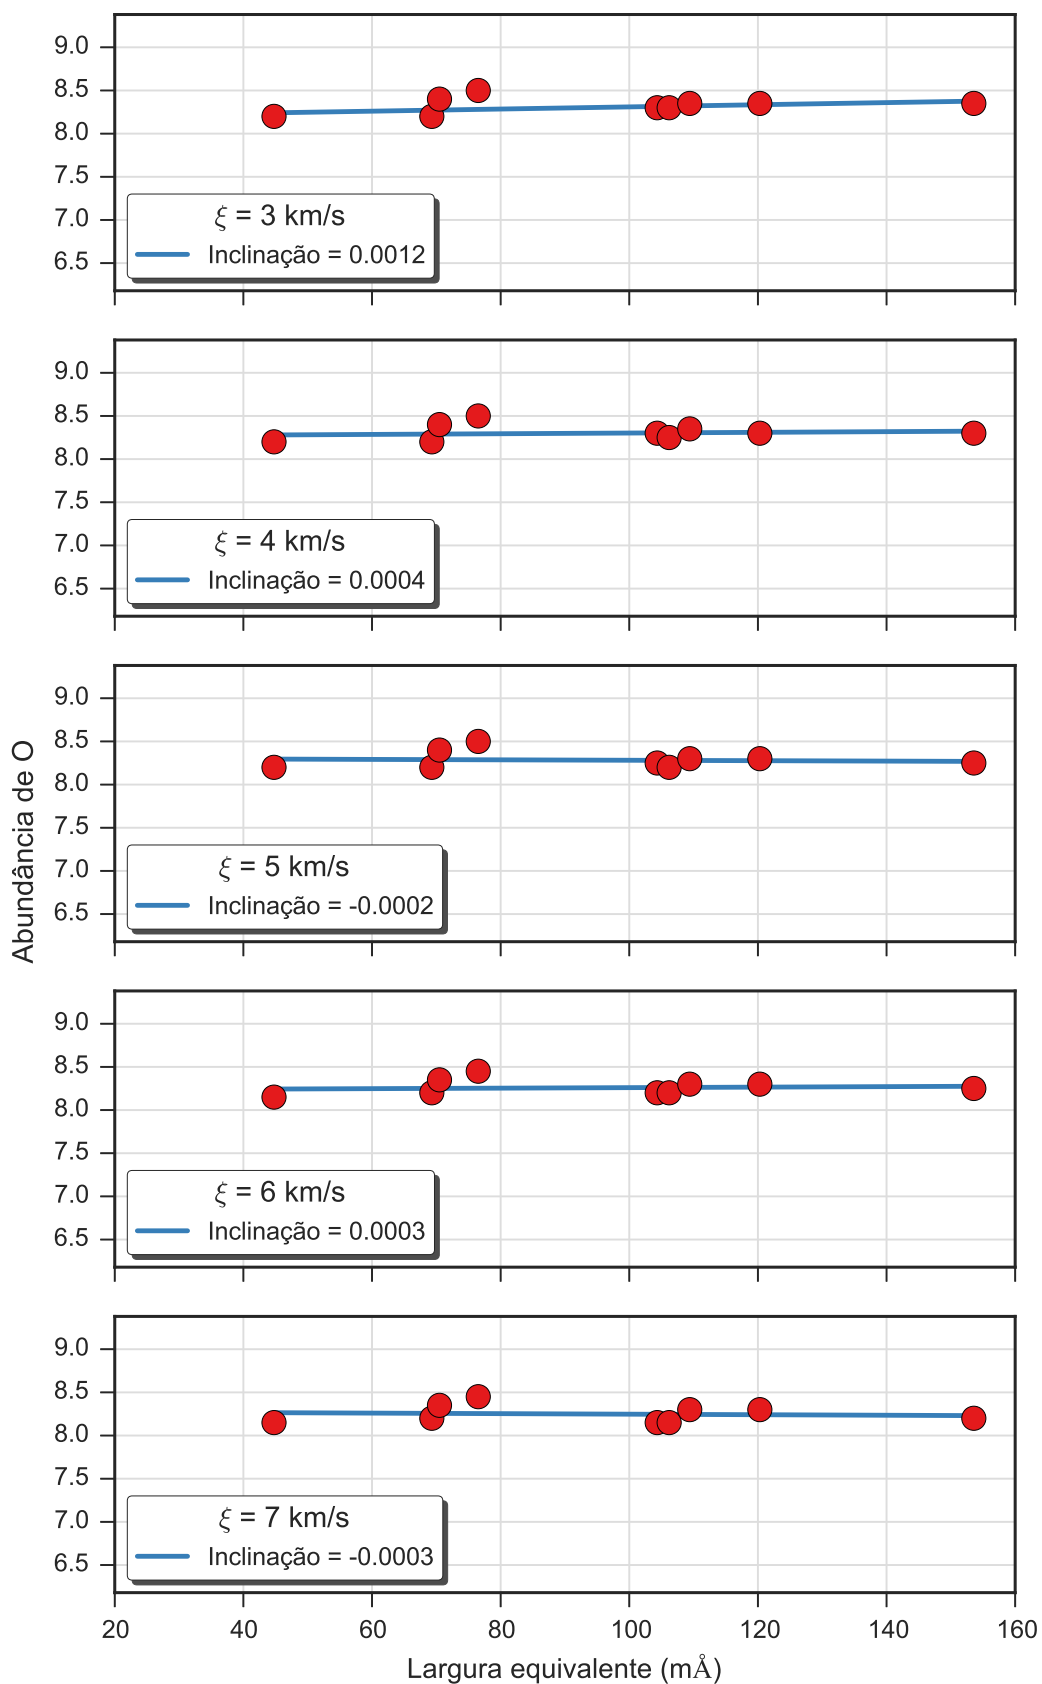 9.0
8.5
8.0
7.5
7.0
6.5
ξ = 3 km/s
Inclinação = 0.0012
9.0
8.5
8.0
7.5
7.0
6.5
ξ = 4 km/s
Inclinação = 0.0004
Abundância de O
9.0
8.5
8.0
7.5
7.0
6.5
ξ = 5 km/s
Inclinação = -0.0002
9.0
8.5
8.0
7.5
7.0
6.5
ξ = 6 km/s
Inclinação = 0.0003
9.0
8.5
8.0
7.5
7.0
6.5
ξ = 7 km/s
Inclinação = -0.0003
20 40 60 80 100 120 140 160
Largura equivalente (mÅ)